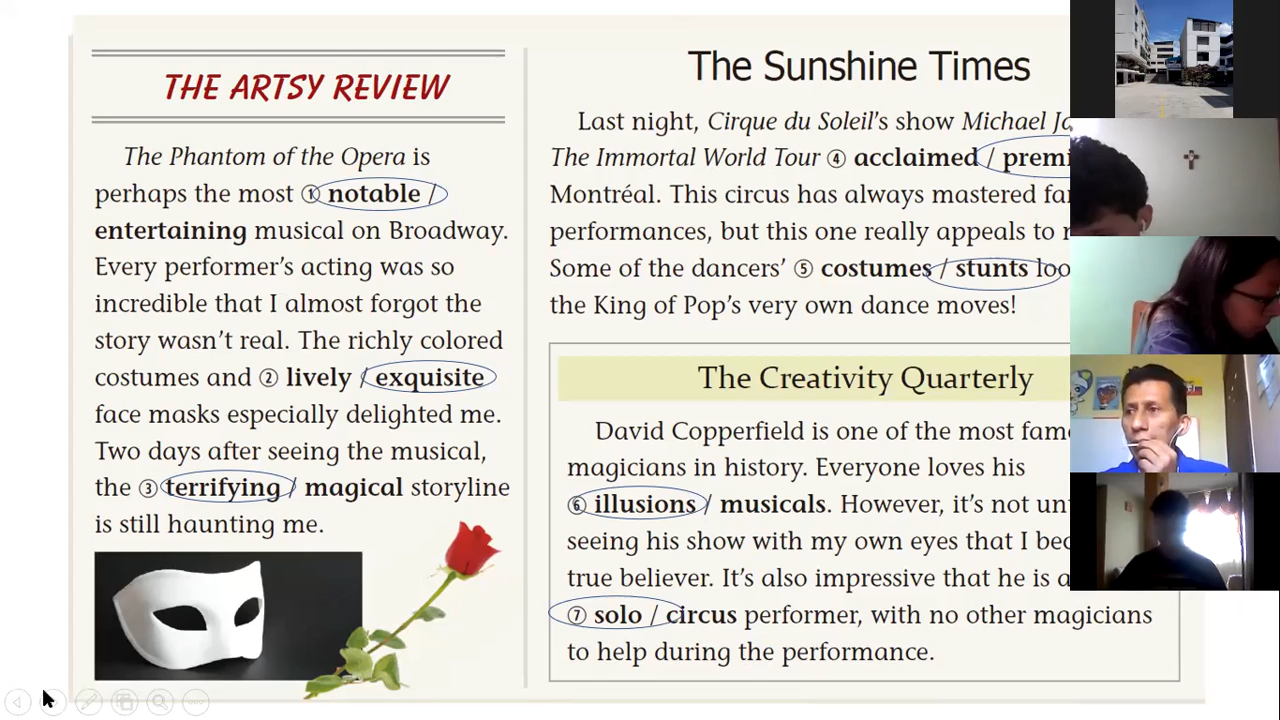 THE ARTSY REVIEW
The Phantom of the Opera is
perhaps the most ① notable /
entertaining musical on Broadway.
Every performer's acting was so
incredible that I almost forgot the
story wasn't real. The richly colored
costumes and ② lively / exquisite
face masks especially delighted me.
Two days after seeing the musical,
the ③ terrifying / magical storyline
is still haunting me.
The Sunshine Times
Last night, Cirque du Soleil's show Michael
The Immortal World Tour ④ acclaimed /
Montréal. This circus has always mastered
performances, but this one really appeals to
Some of the dancers' ⑤ costumes / stunts
the King of Pop's very own dance moves!
The Creativity Quarterly
David Copperfield is one of the most
magicians in history. Everyone loves his
⑥ illusions / musicals. However, it's not
seeing his show with my own eyes that I
true believer. It's also impressive that he is
⑦ solo / circus performer, with no other magicians
to help during the performance.